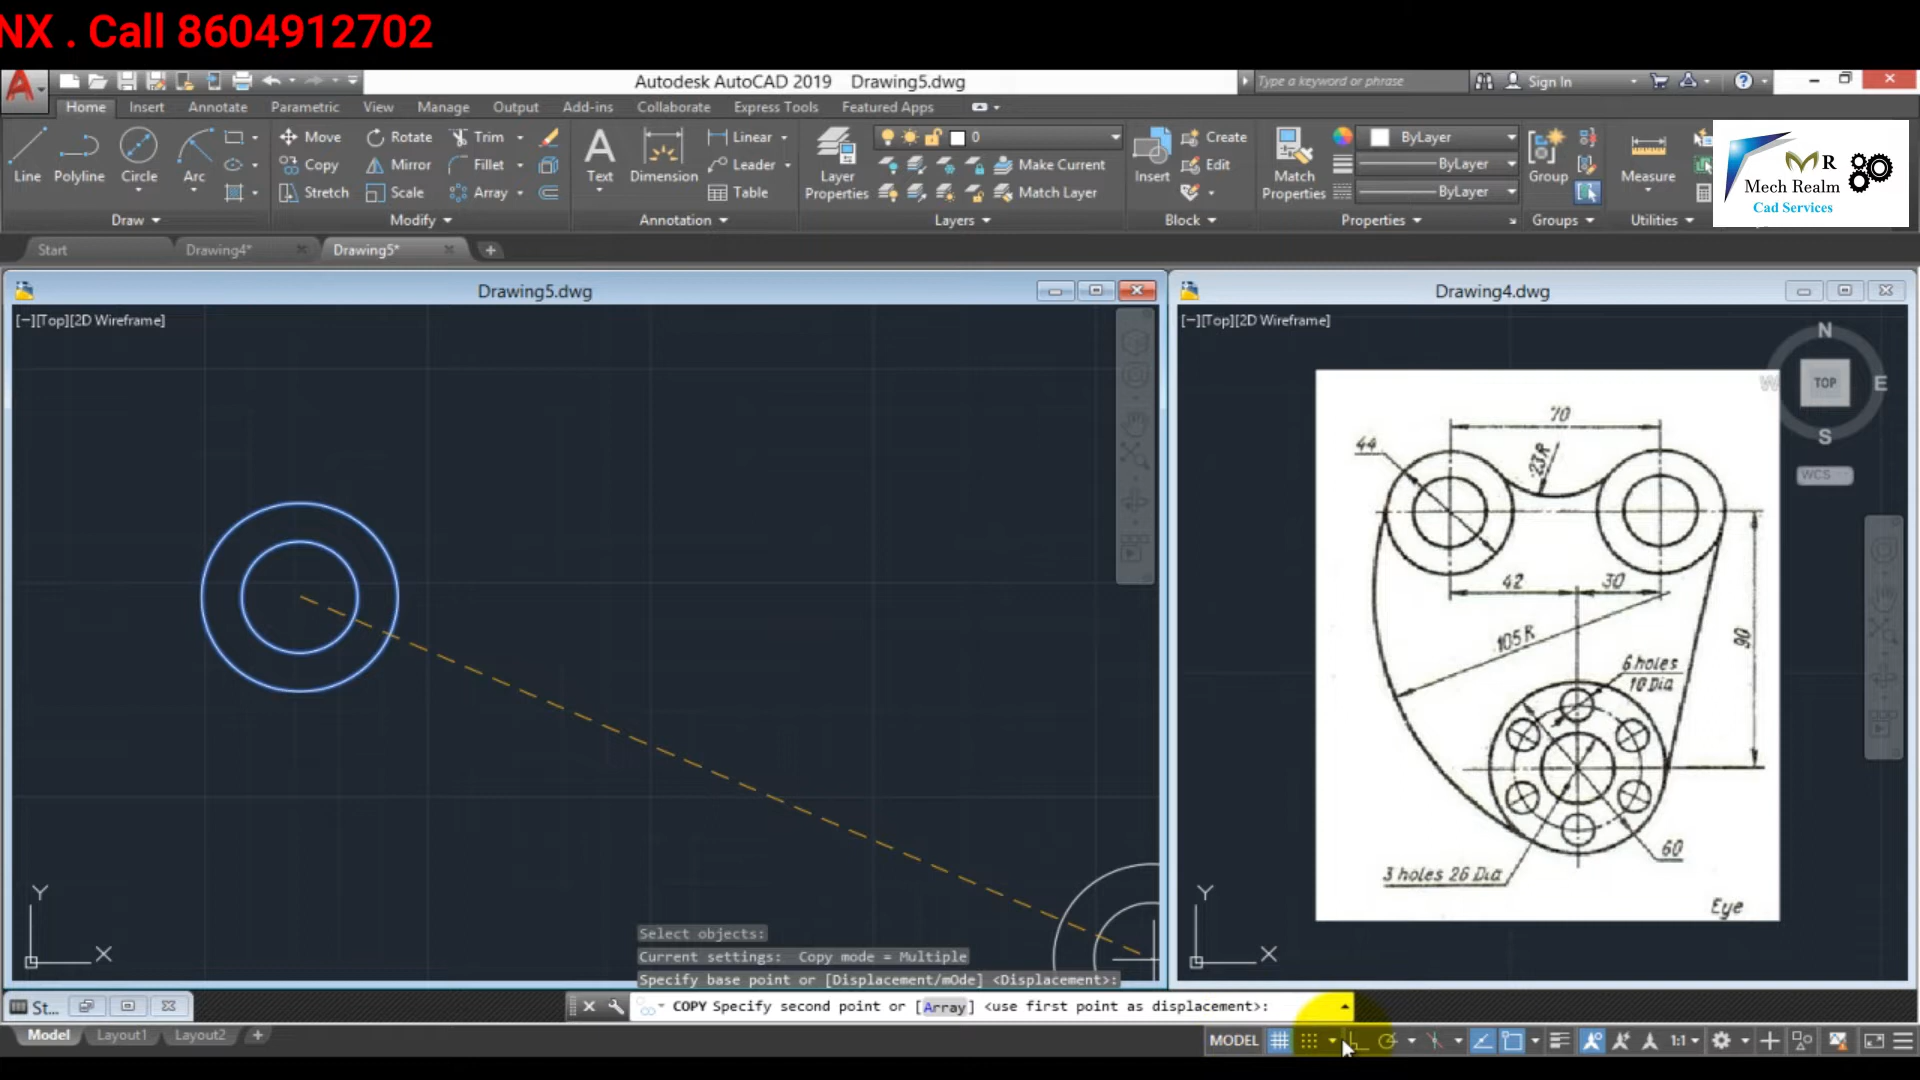 NX . Call 8604912702
Autodesk AutoCAD 2019 Drawing5.dwg
Type a keyword or phrase
Sign In
Home Insert Annotate Parametric View Manage Output Add-ins Collaborate Express Tools Featured Apps
Line Polyline Circle Arc
Move Rotate Trim
Copy Mirror Fillet
Stretch Scale Array
Text Dimension
Linear
Leader
Table
Layer Properties
0
Make Current
Match Layer
Insert
Create
Edit
Match Properties
ByLayer
ByLayer
ByLayer
Group
Measure
Draw Modify Annotation Layers Block Properties Groups Utilities
MR
Mech Realm
Cad Services
Start Drawing4* Drawing5*
Drawing5.dwg
[−][Top][2D Wireframe]
Y
X
Drawing4.dwg
[−][Top][2D Wireframe]
N
W TOP E
S
WCS
70
44
23R
42 30
105 R
90
6 holes
10 Dia
60
3 holes 26 Dia
Eye
Y
X
Select objects:
Current settings: Copy mode = Multiple
Specify base point or [Displacement/mOde] <Displacement>:
St...
COPY Specify second point or [Array] <use first point as displacement>:
Model Layout1 Layout2
MODEL 1:1